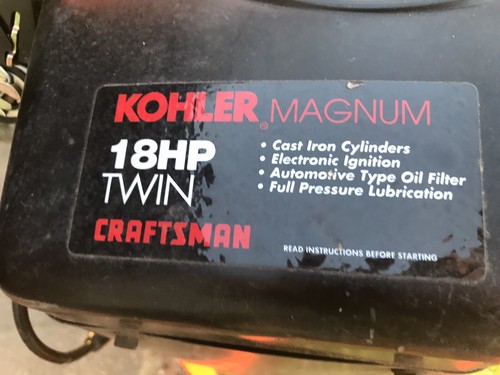 KOHLER® MAGNUM
18HP
TWIN
• Cast Iron Cylinders
• Electronic Ignition
• Automotive Type Oil Filter
• Full Pressure Lubrication
CRAFTSMAN
READ INSTRUCTIONS BEFORE STARTING